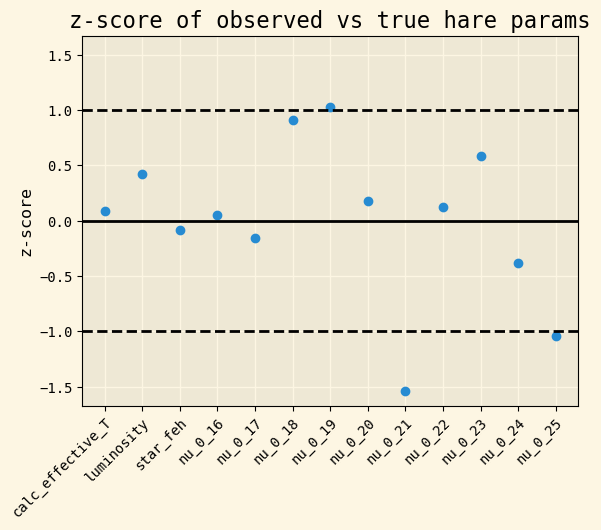 z-score of observed vs true hare params
z-score
1.5
1.0
0.5
0.0
−0.5
−1.0
−1.5
calc_effective_T
luminosity
star_feh
nu_0_16
nu_0_17
nu_0_18
nu_0_19
nu_0_20
nu_0_21
nu_0_22
nu_0_23
nu_0_24
nu_0_25